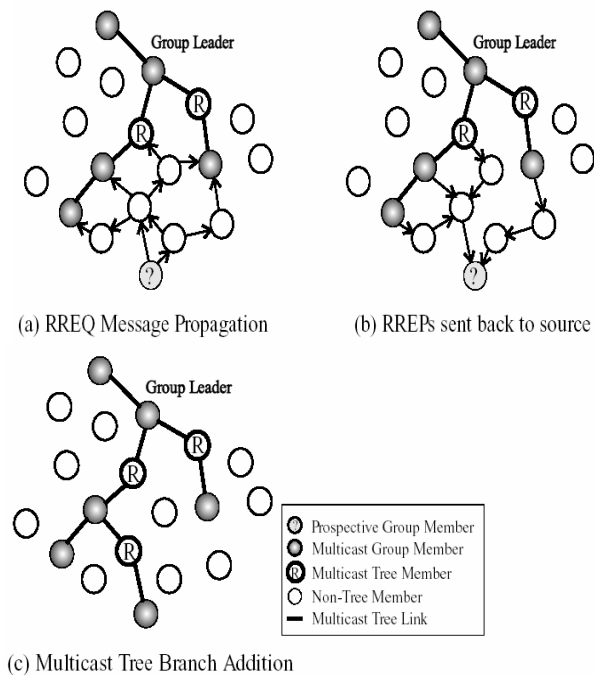 Group Leader
R
R
?
(a) RREQ Message Propagation
Group Leader
R
R
?
(b) RREPs sent back to source
Group Leader
R
R
R
? Prospective Group Member
Multicast Group Member
R Multicast Tree Member
Non-Tree Member
Multicast Tree Link
(c) Multicast Tree Branch Addition